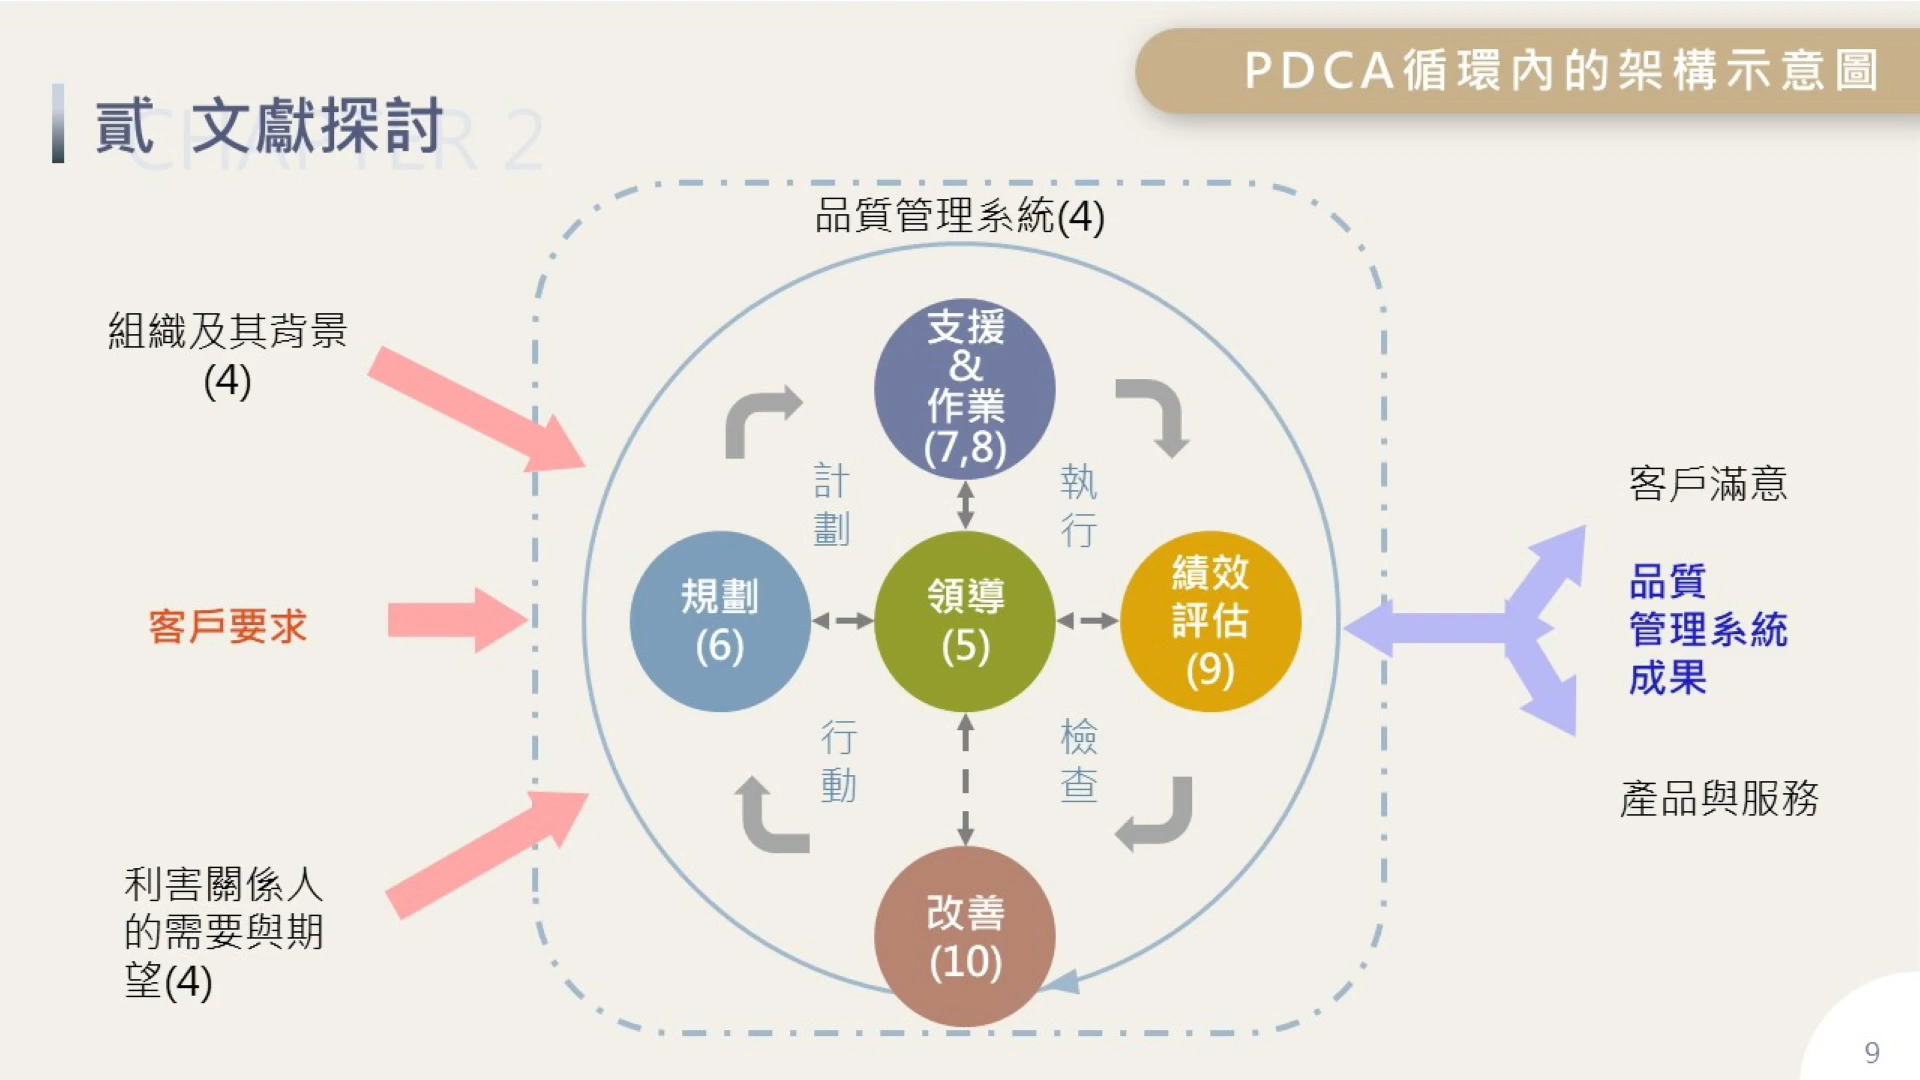 PDCA循環內的架構示意圖
CHAPTER 2
貳 文獻探討
品質管理系統(4)
組織及其背景
(4)
客戶要求
利害關係人
的需要與期
望(4)
支援
&
作業
(7,8)
計
劃
執
行
規劃
(6)
領導
(5)
績效
評估
(9)
行
動
檢
查
改善
(10)
客戶滿意
品質
管理系統
成果
產品與服務
9